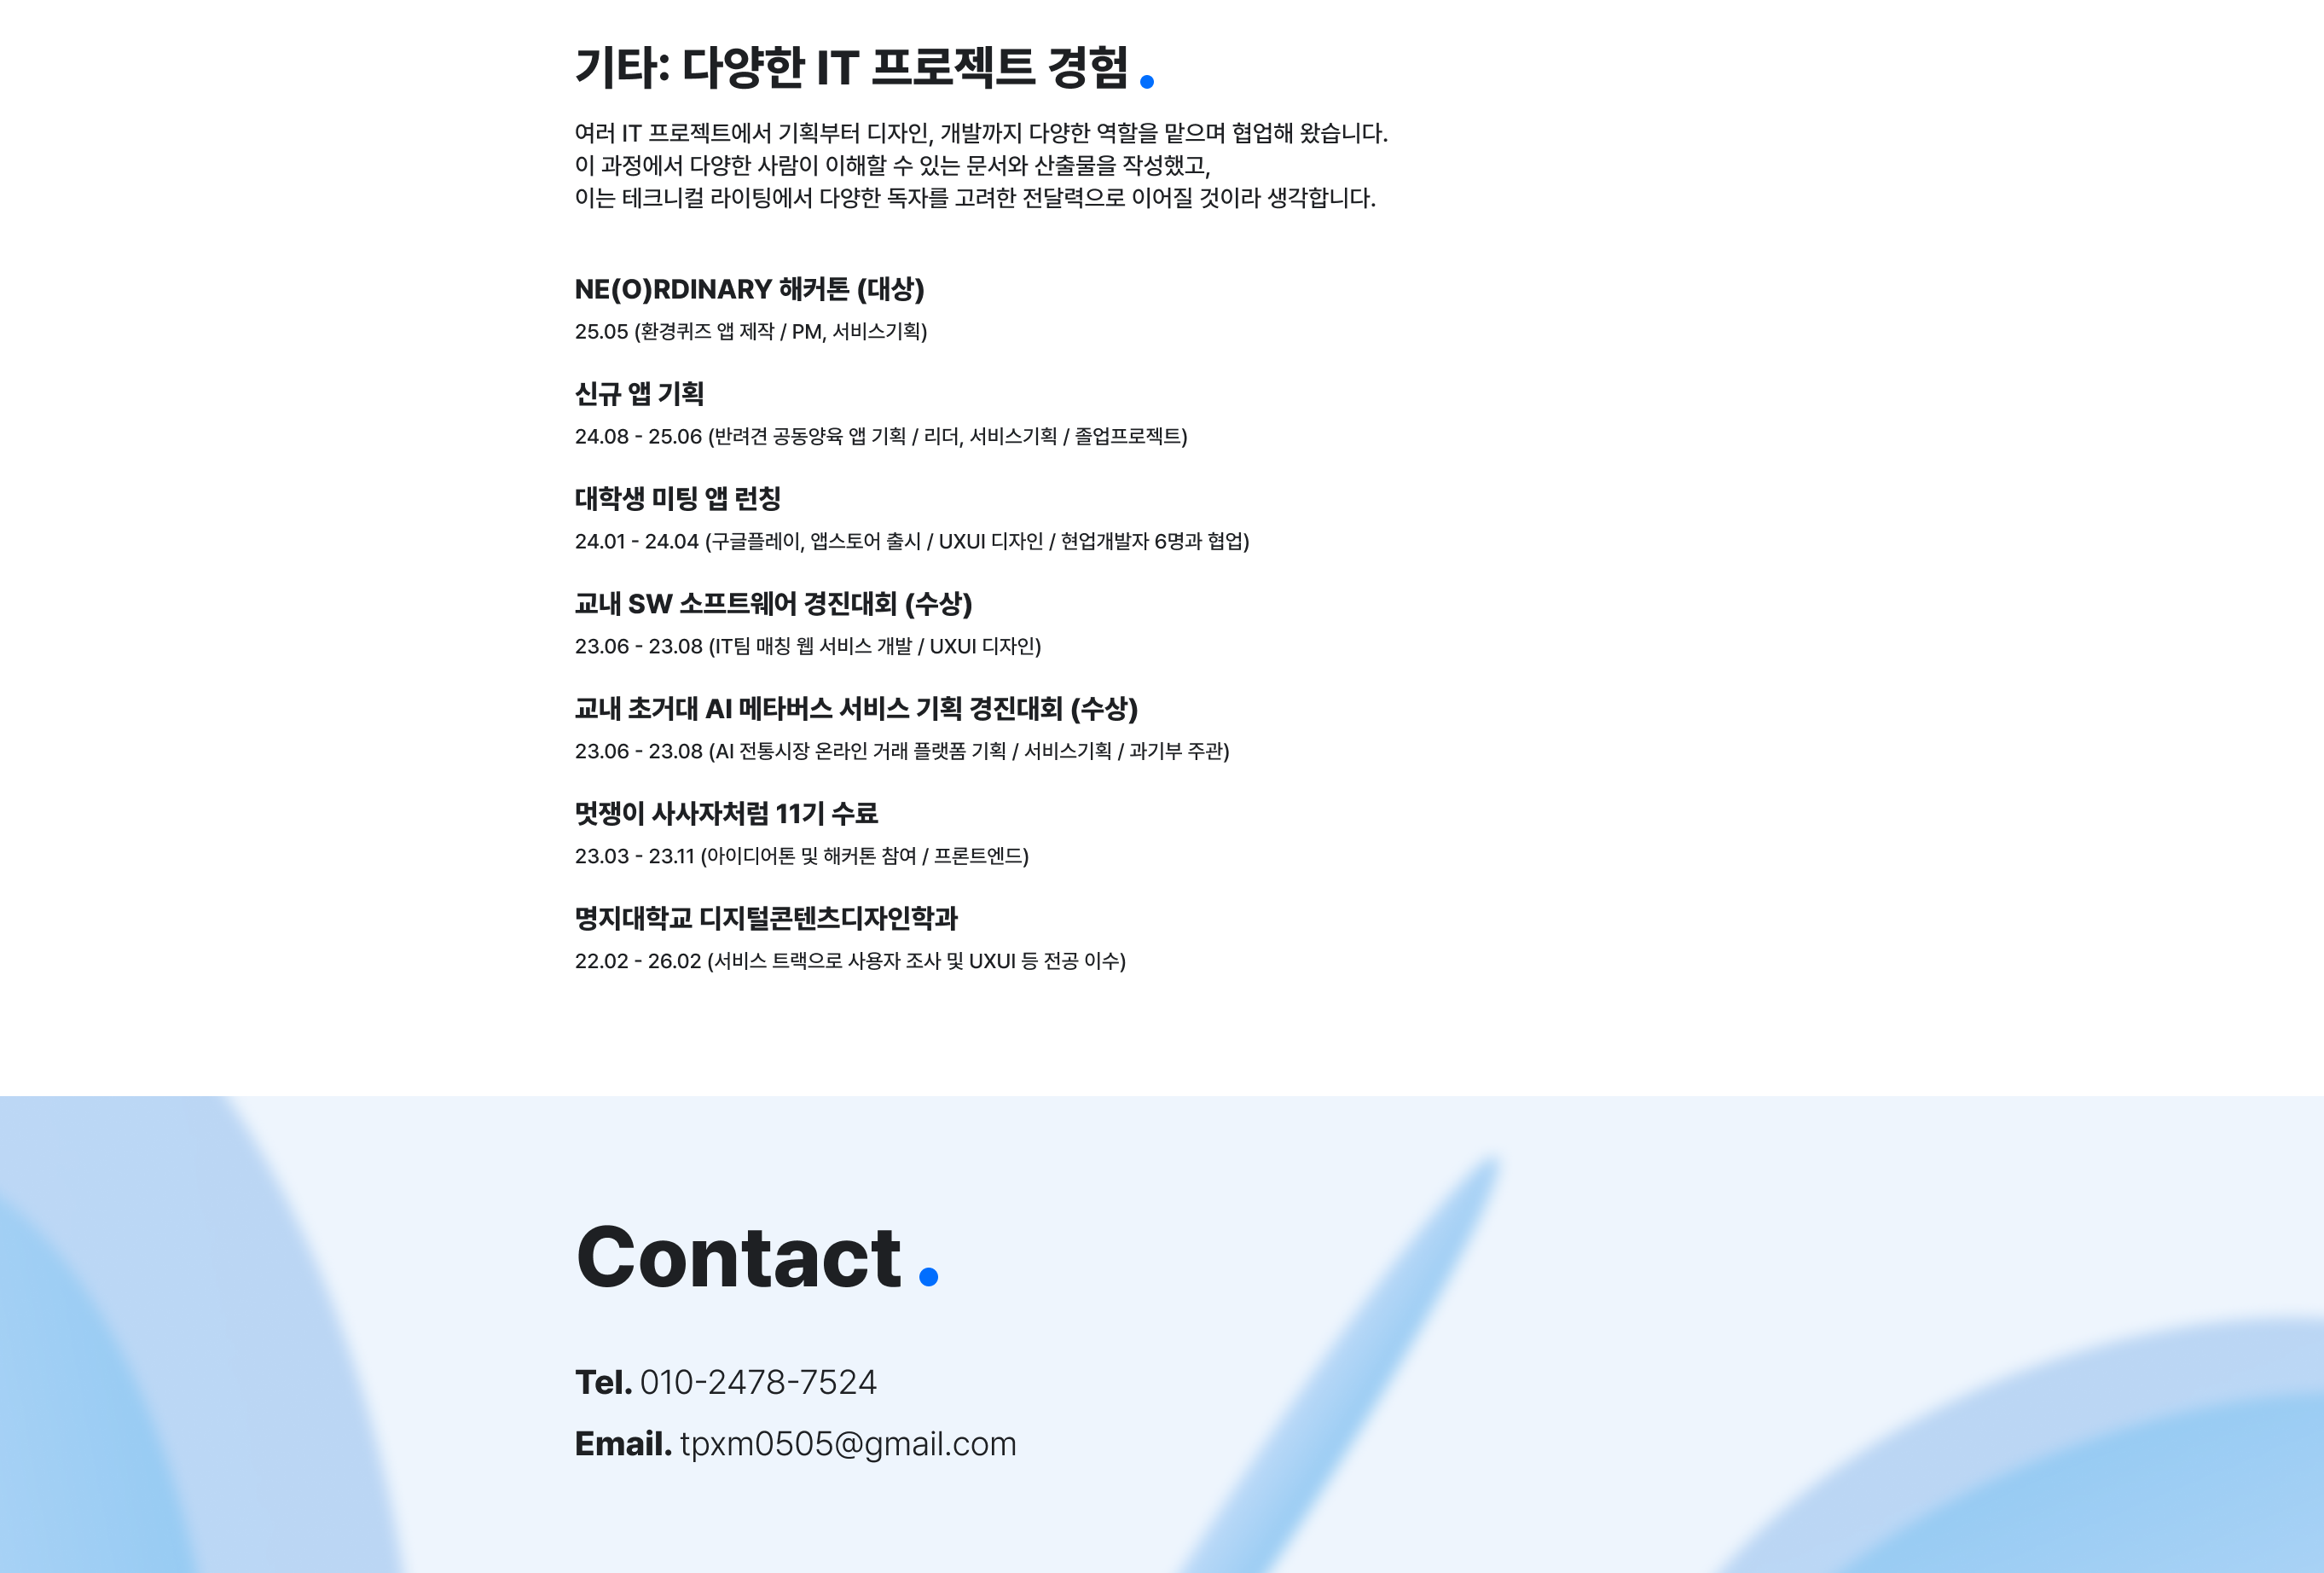 기타: 다양한 IT 프로젝트 경험.
여러 IT 프로젝트에서 기획부터 디자인, 개발까지 다양한 역할을 맡으며 협업해 왔습니다.
이 과정에서 다양한 사람이 이해할 수 있는 문서와 산출물을 작성했고,
이는 테크니컬 라이팅에서 다양한 독자를 고려한 전달력으로 이어질 것이라 생각합니다.
NE(O)RDINARY 해커톤 (대상)
25.05 (환경퀴즈 앱 제작 / PM, 서비스기획)
신규 앱 기획
24.08 - 25.06 (반려견 공동양육 앱 기획 / 리더, 서비스기획 / 졸업프로젝트)
대학생 미팅 앱 런칭
24.01 - 24.04 (구글플레이, 앱스토어 출시 / UXUI 디자인 / 현업개발자 6명과 협업)
교내 SW 소프트웨어 경진대회 (수상)
23.06 - 23.08 (IT팀 매칭 웹 서비스 개발 / UXUI 디자인)
교내 초거대 AI 메타버스 서비스 기획 경진대회 (수상)
23.06 - 23.08 (AI 전통시장 온라인 거래 플랫폼 기획 / 서비스기획 / 과기부 주관)
멋쟁이 사사자처럼 11기 수료
23.03 - 23.11 (아이디어톤 및 해커톤 참여 / 프론트엔드)
명지대학교 디지털콘텐츠디자인학과
22.02 - 26.02 (서비스 트랙으로 사용자 조사 및 UXUI 등 전공 이수)
Contact.
Tel. 010-2478-7524
Email. tpxm0505@gmail.com